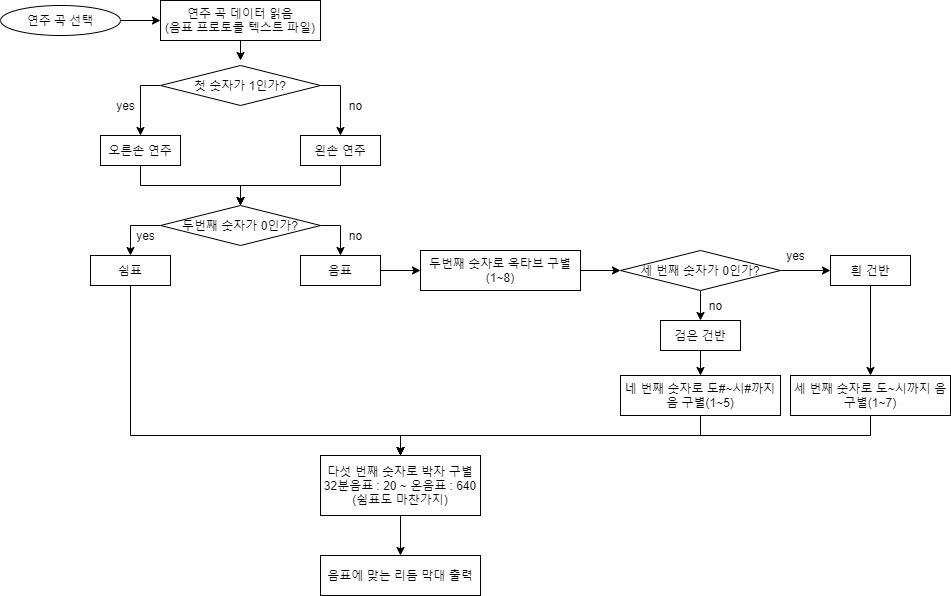 연주 곡 선택
연주 곡 데이터 읽음
(음표 프로토콜 텍스트 파일)
첫 숫자가 1인가?
yes
no
오른손 연주
왼손 연주
두번째 숫자가 0인가?
yes
no
쉼표
음표
두번째 숫자로 옥타브 구별
(1~8)
세 번째 숫자가 0인가?
yes
흰 건반
no
검은 건반
네 번째 숫자로 도#~시#까지
음 구별(1~5)
세 번째 숫자로 도~시까지 음
구별(1~7)
다섯 번째 숫자로 박자 구별
32분음표 : 20 ~ 온음표 : 640
(쉼표도 마찬가지)
음표에 맞는 리듬 막대 출력